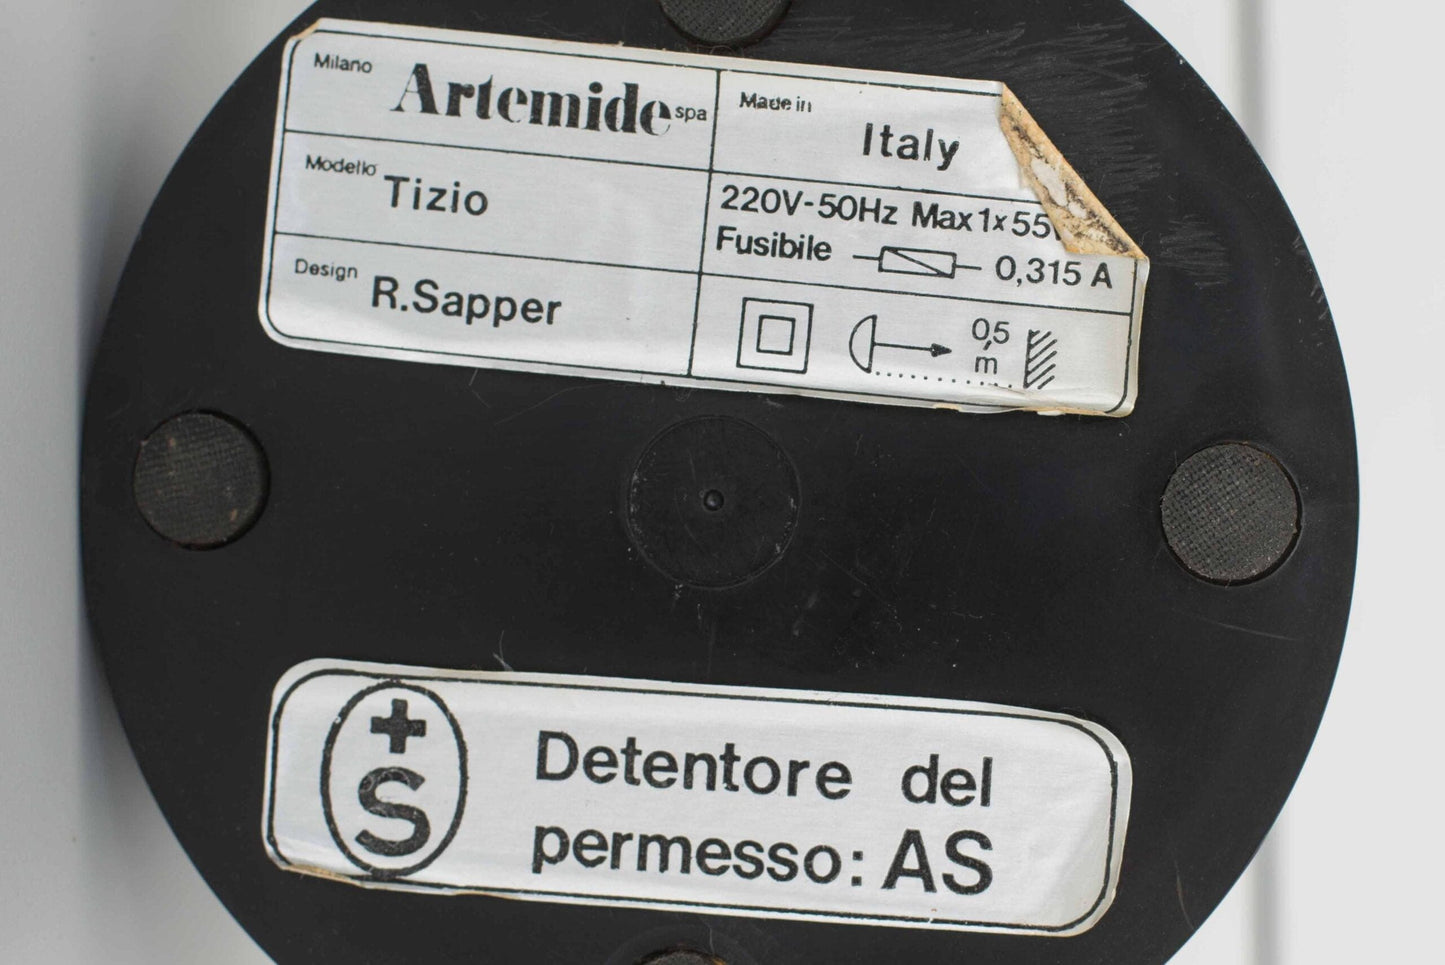 Milano Artemide spa
Modello Tizio
Design R.Sapper
Made in Italy
220V-50Hz Max 1x55
Fusibile 0,315 A
0,5
m
+S
Detentore del
permesso: AS